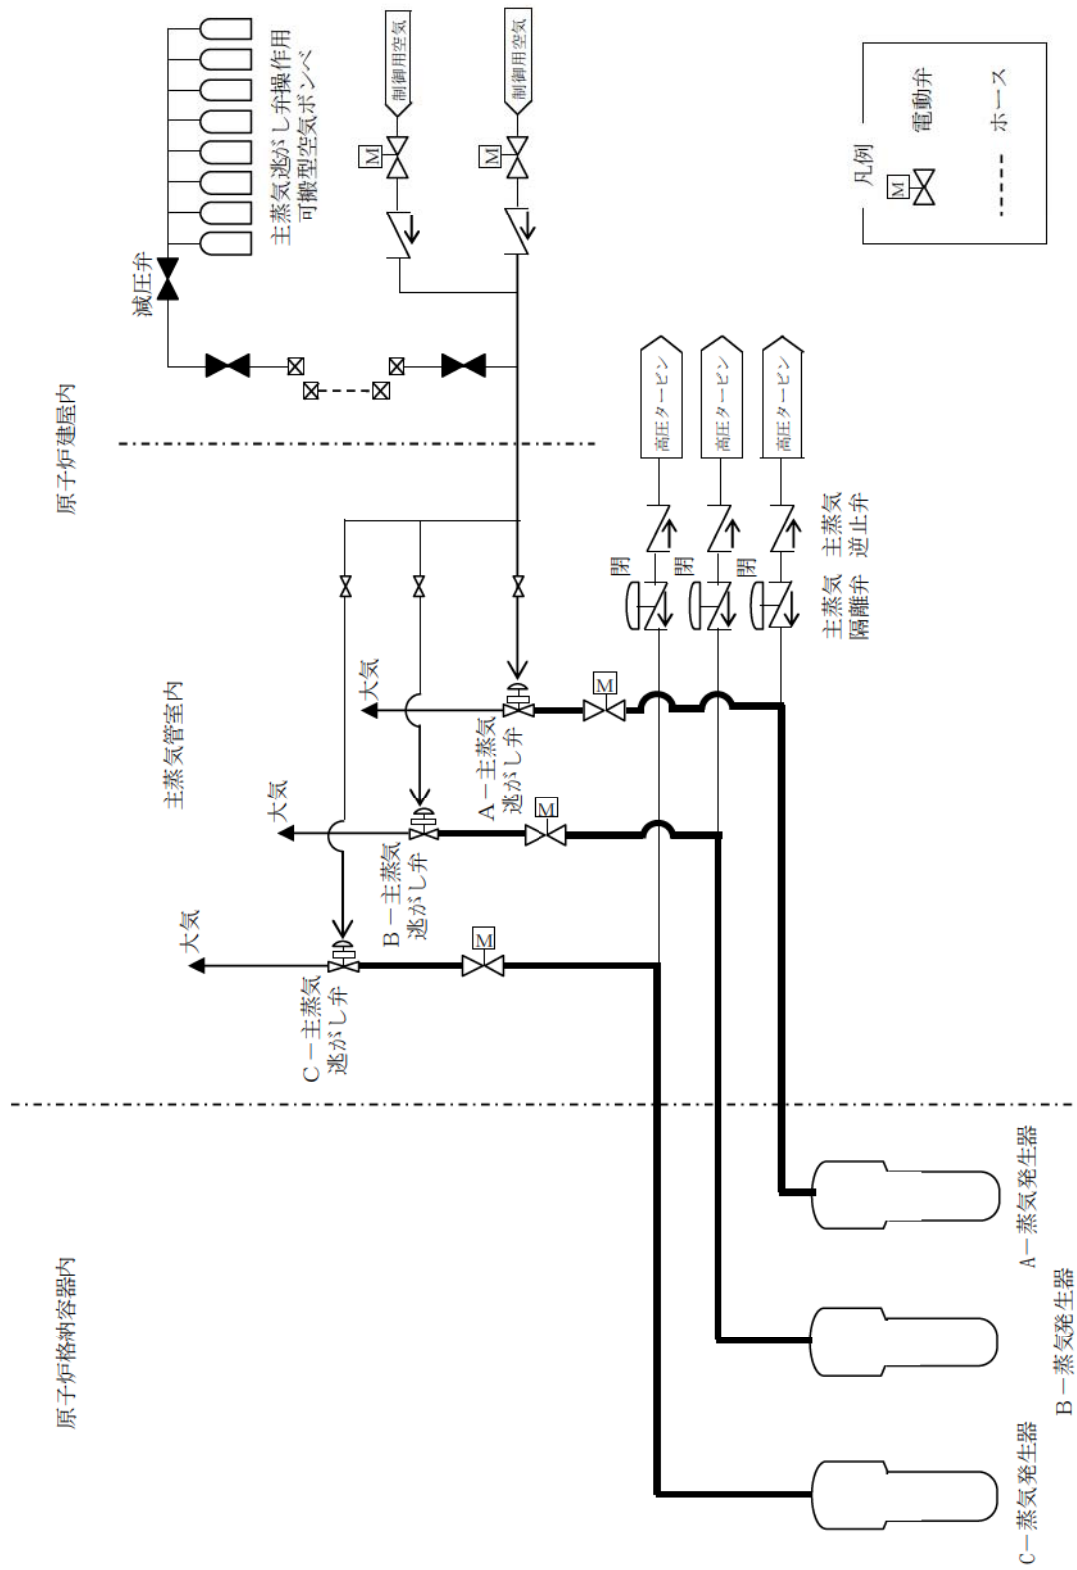 原子炉格納容器内
主蒸気管室内
原子炉建屋内
減圧弁
主蒸気逃がし弁操作用
可搬型空気ボンベ
制御用空気
M
制御用空気
M
大気
C－主蒸気
逃がし弁
M
大気
B－主蒸気
逃がし弁
M
大気
A－主蒸気
逃がし弁
M
閉
高圧タービン
閉
高圧タービン
閉
高圧タービン
主蒸気
隔離弁
主蒸気
逆止弁
C－蒸気発生器
B－蒸気発生器
A－蒸気発生器
凡例
M
電動弁
ホース